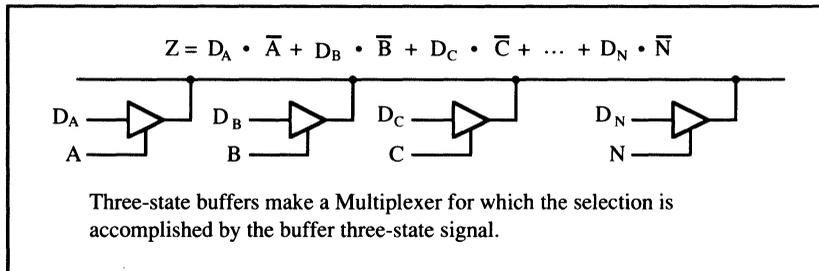 Z = D_A • A̅ + D_B • B̅ + D_C • C̅ + ... + D_N • N̅
D_A D_B D_C D_N
A B C N
Three-state buffers make a Multiplexer for which the selection is
accomplished by the buffer three-state signal.